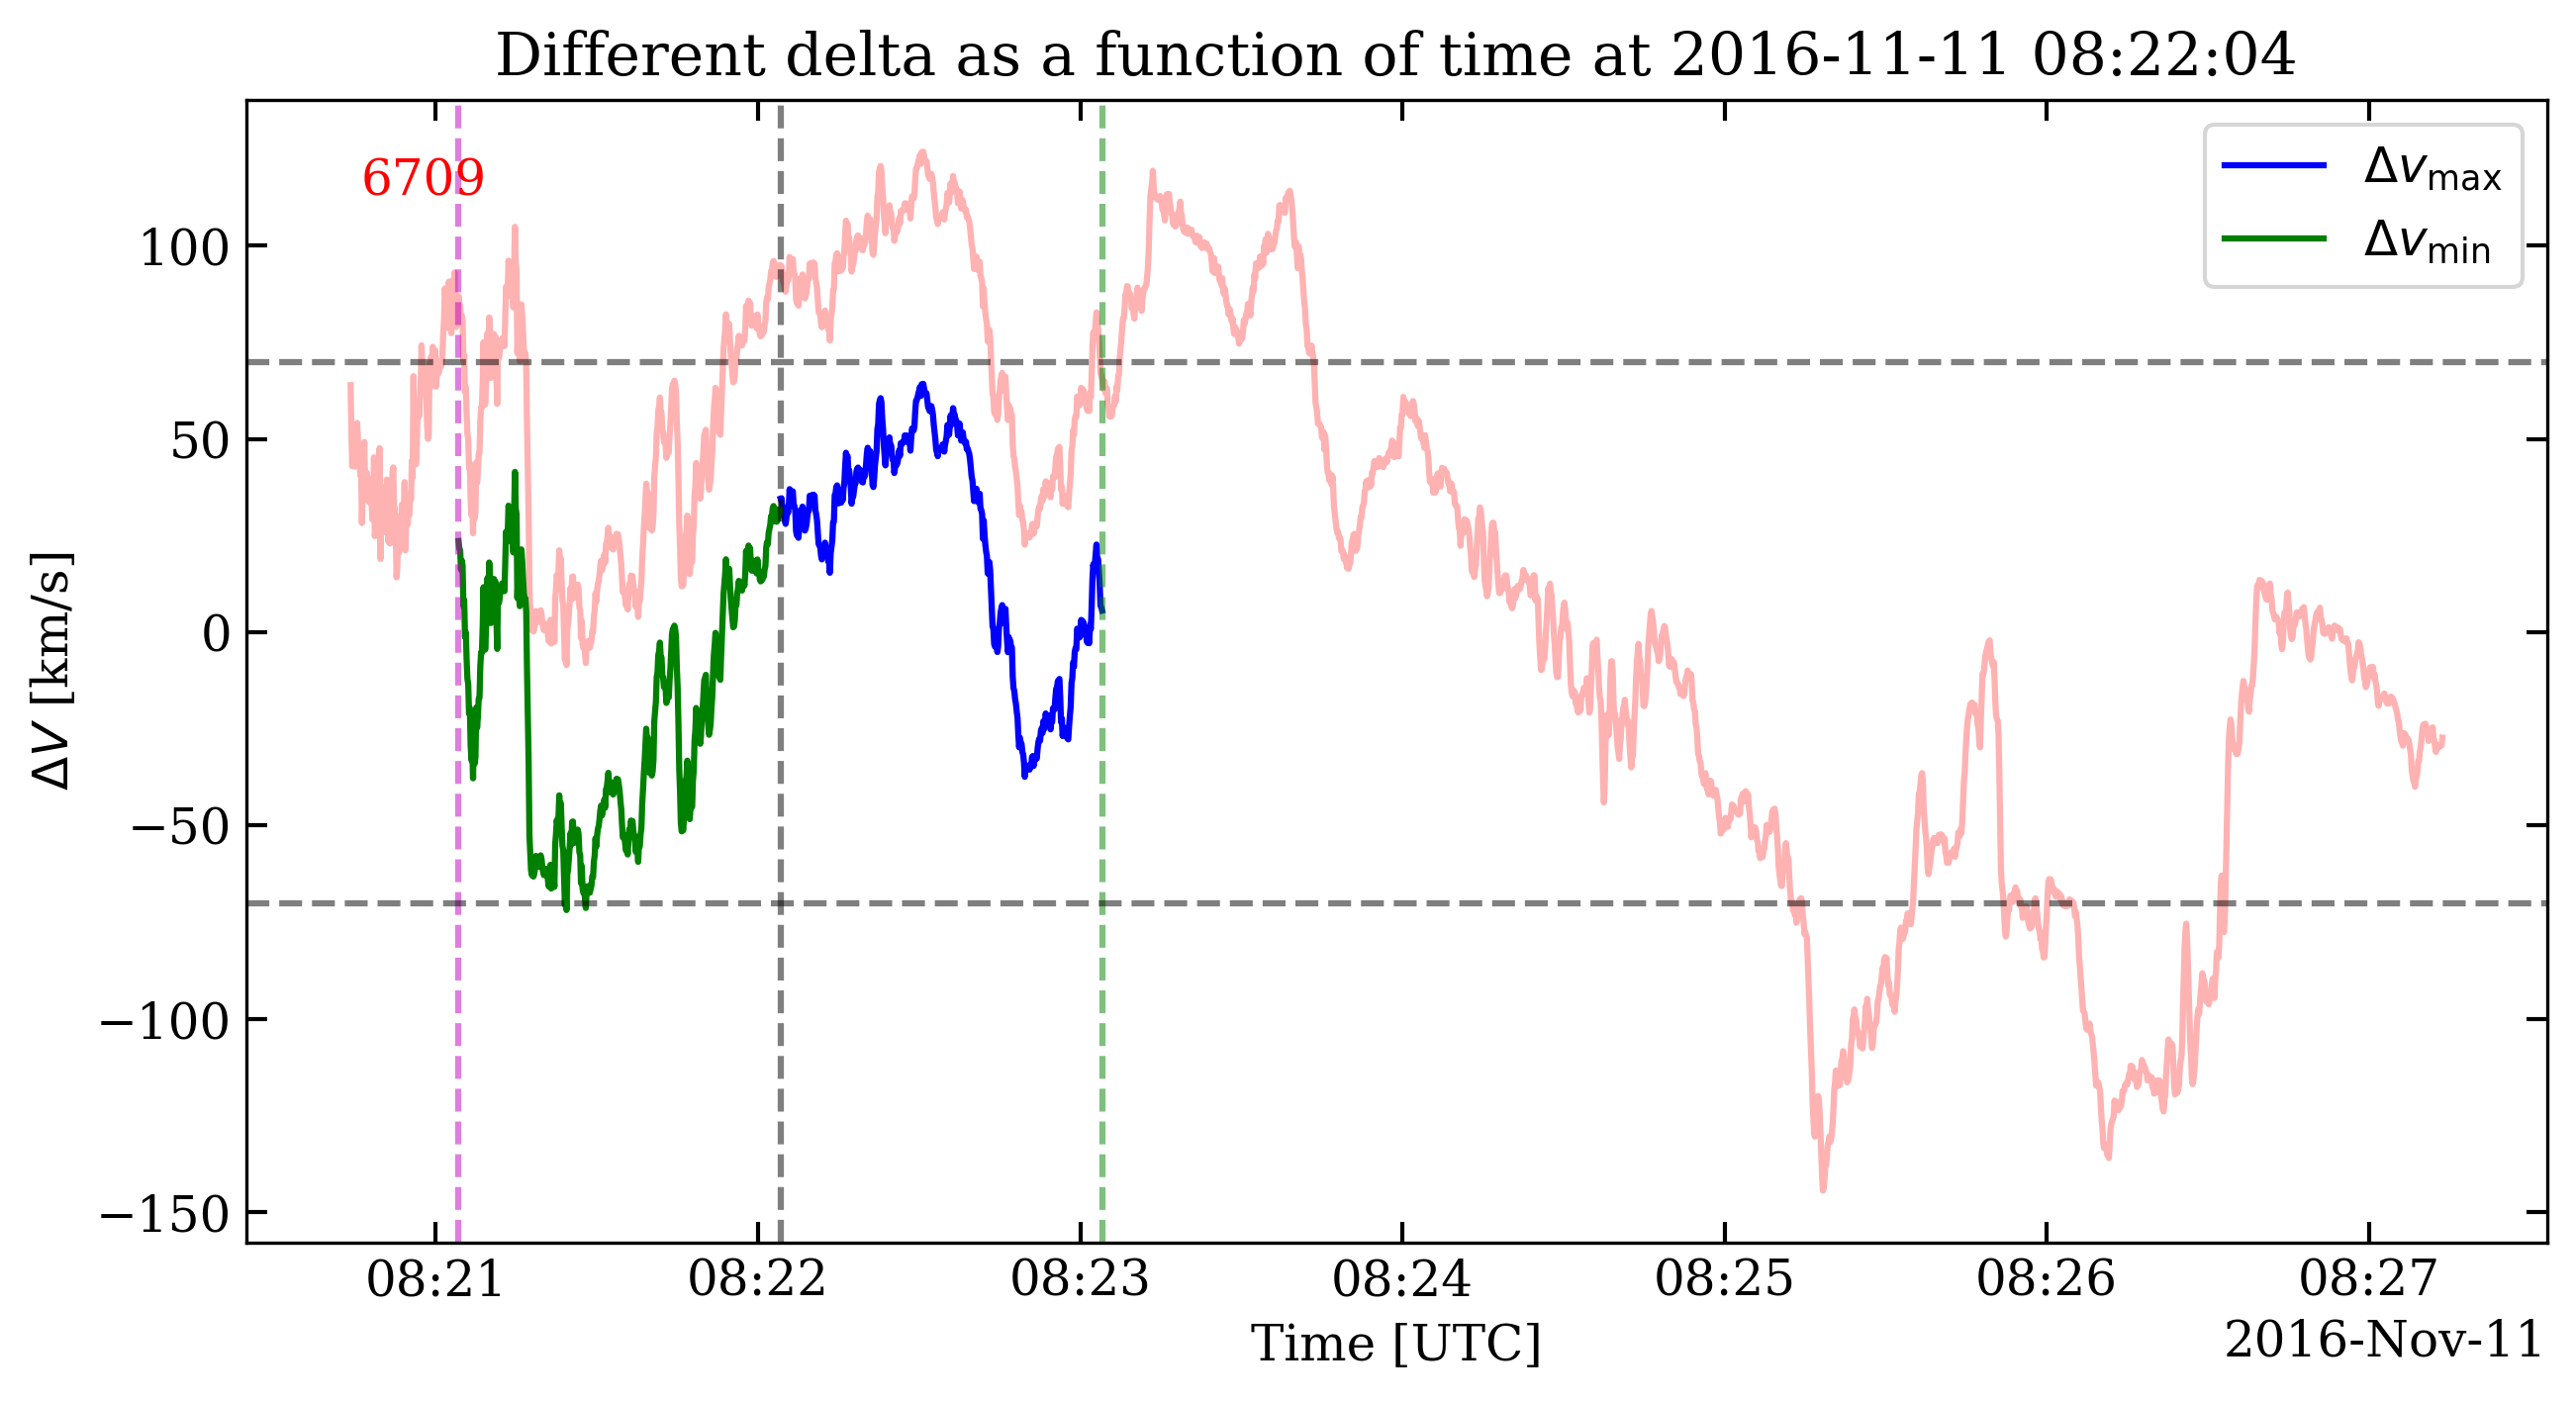 Different delta as a function of time at 2016-11-11 08:22:04
6709
Δv_max
Δv_min
100
50
0
−50
−100
−150
ΔV [km/s]
08:21 08:22 08:23 08:24 08:25 08:26 08:27
Time [UTC]
2016-Nov-11